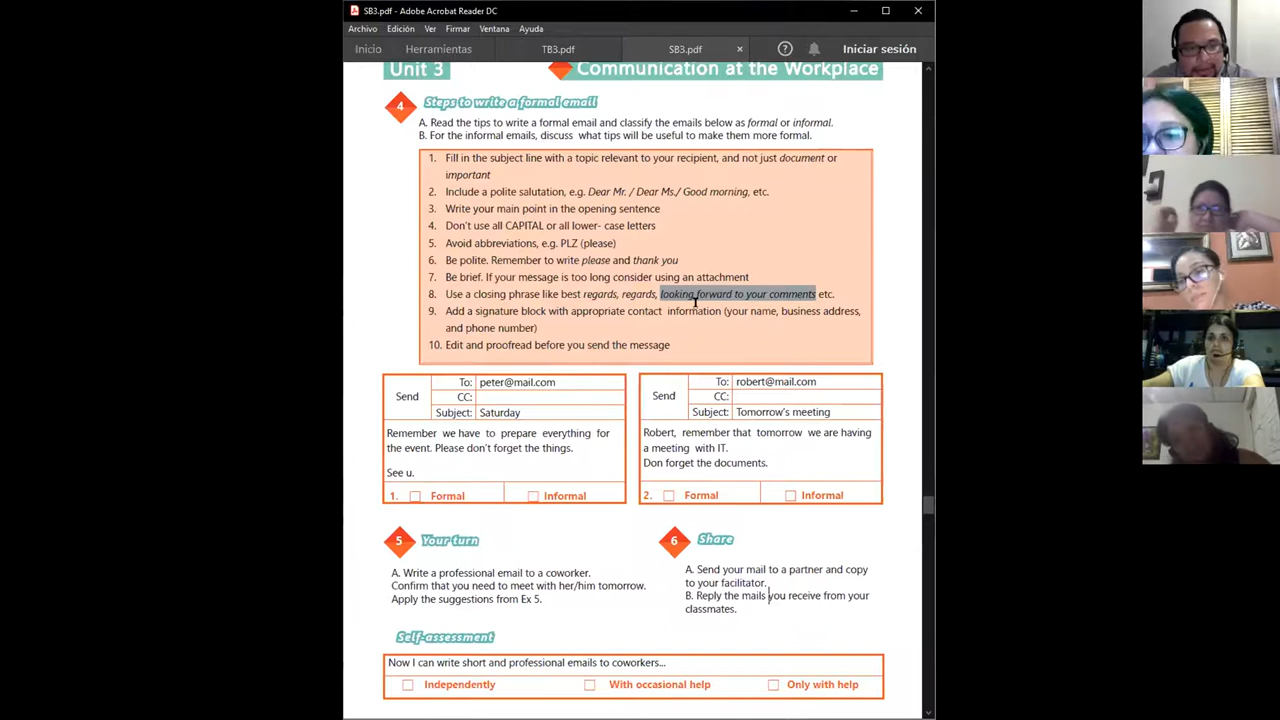 SB3.pdf - Adobe Acrobat Reader DC
Archivo Edición Ver Firmar Ventana Ayuda
Inicio Herramientas TB3.pdf SB3.pdf × Iniciar sesión
Unit 3 Communication at the Workplace
4 Steps to write a formal email
A. Read the tips to write a formal email and classify the emails below as formal or informal.
B. For the informal emails, discuss what tips will be useful to make them more formal.
1. Fill in the subject line with a topic relevant to your recipient, and not just document or
important
2. Include a polite salutation, e.g. Dear Mr. / Dear Ms./ Good morning, etc.
3. Write your main point in the opening sentence
4. Don't use all CAPITAL or all lower- case letters
5. Avoid abbreviations, e.g. PLZ (please)
6. Be polite. Remember to write please and thank you
7. Be brief. If your message is too long consider using an attachment
8. Use a closing phrase like best regards, regards, looking forward to your comments etc.
9. Add a signature block with appropriate contact information (your name, business address,
and phone number)
10. Edit and proofread before you send the message
Send
To: peter@mail.com
CC:
Subject: Saturday
Remember we have to prepare everything for
the event. Please don't forget the things.
See u.
1. Formal Informal
Send
To: robert@mail.com
CC:
Subject: Tomorrow's meeting
Robert, remember that tomorrow we are having
a meeting with IT.
Don forget the documents.
2. Formal Informal
5 Your turn
A. Write a professional email to a coworker.
Confirm that you need to meet with her/him tomorrow.
Apply the suggestions from Ex 5.
6 Share
A. Send your mail to a partner and copy
to your facilitator.
B. Reply the mails you receive from your
classmates.
Self-assessment
Now I can write short and professional emails to coworkers...
Independently With occasional help Only with help